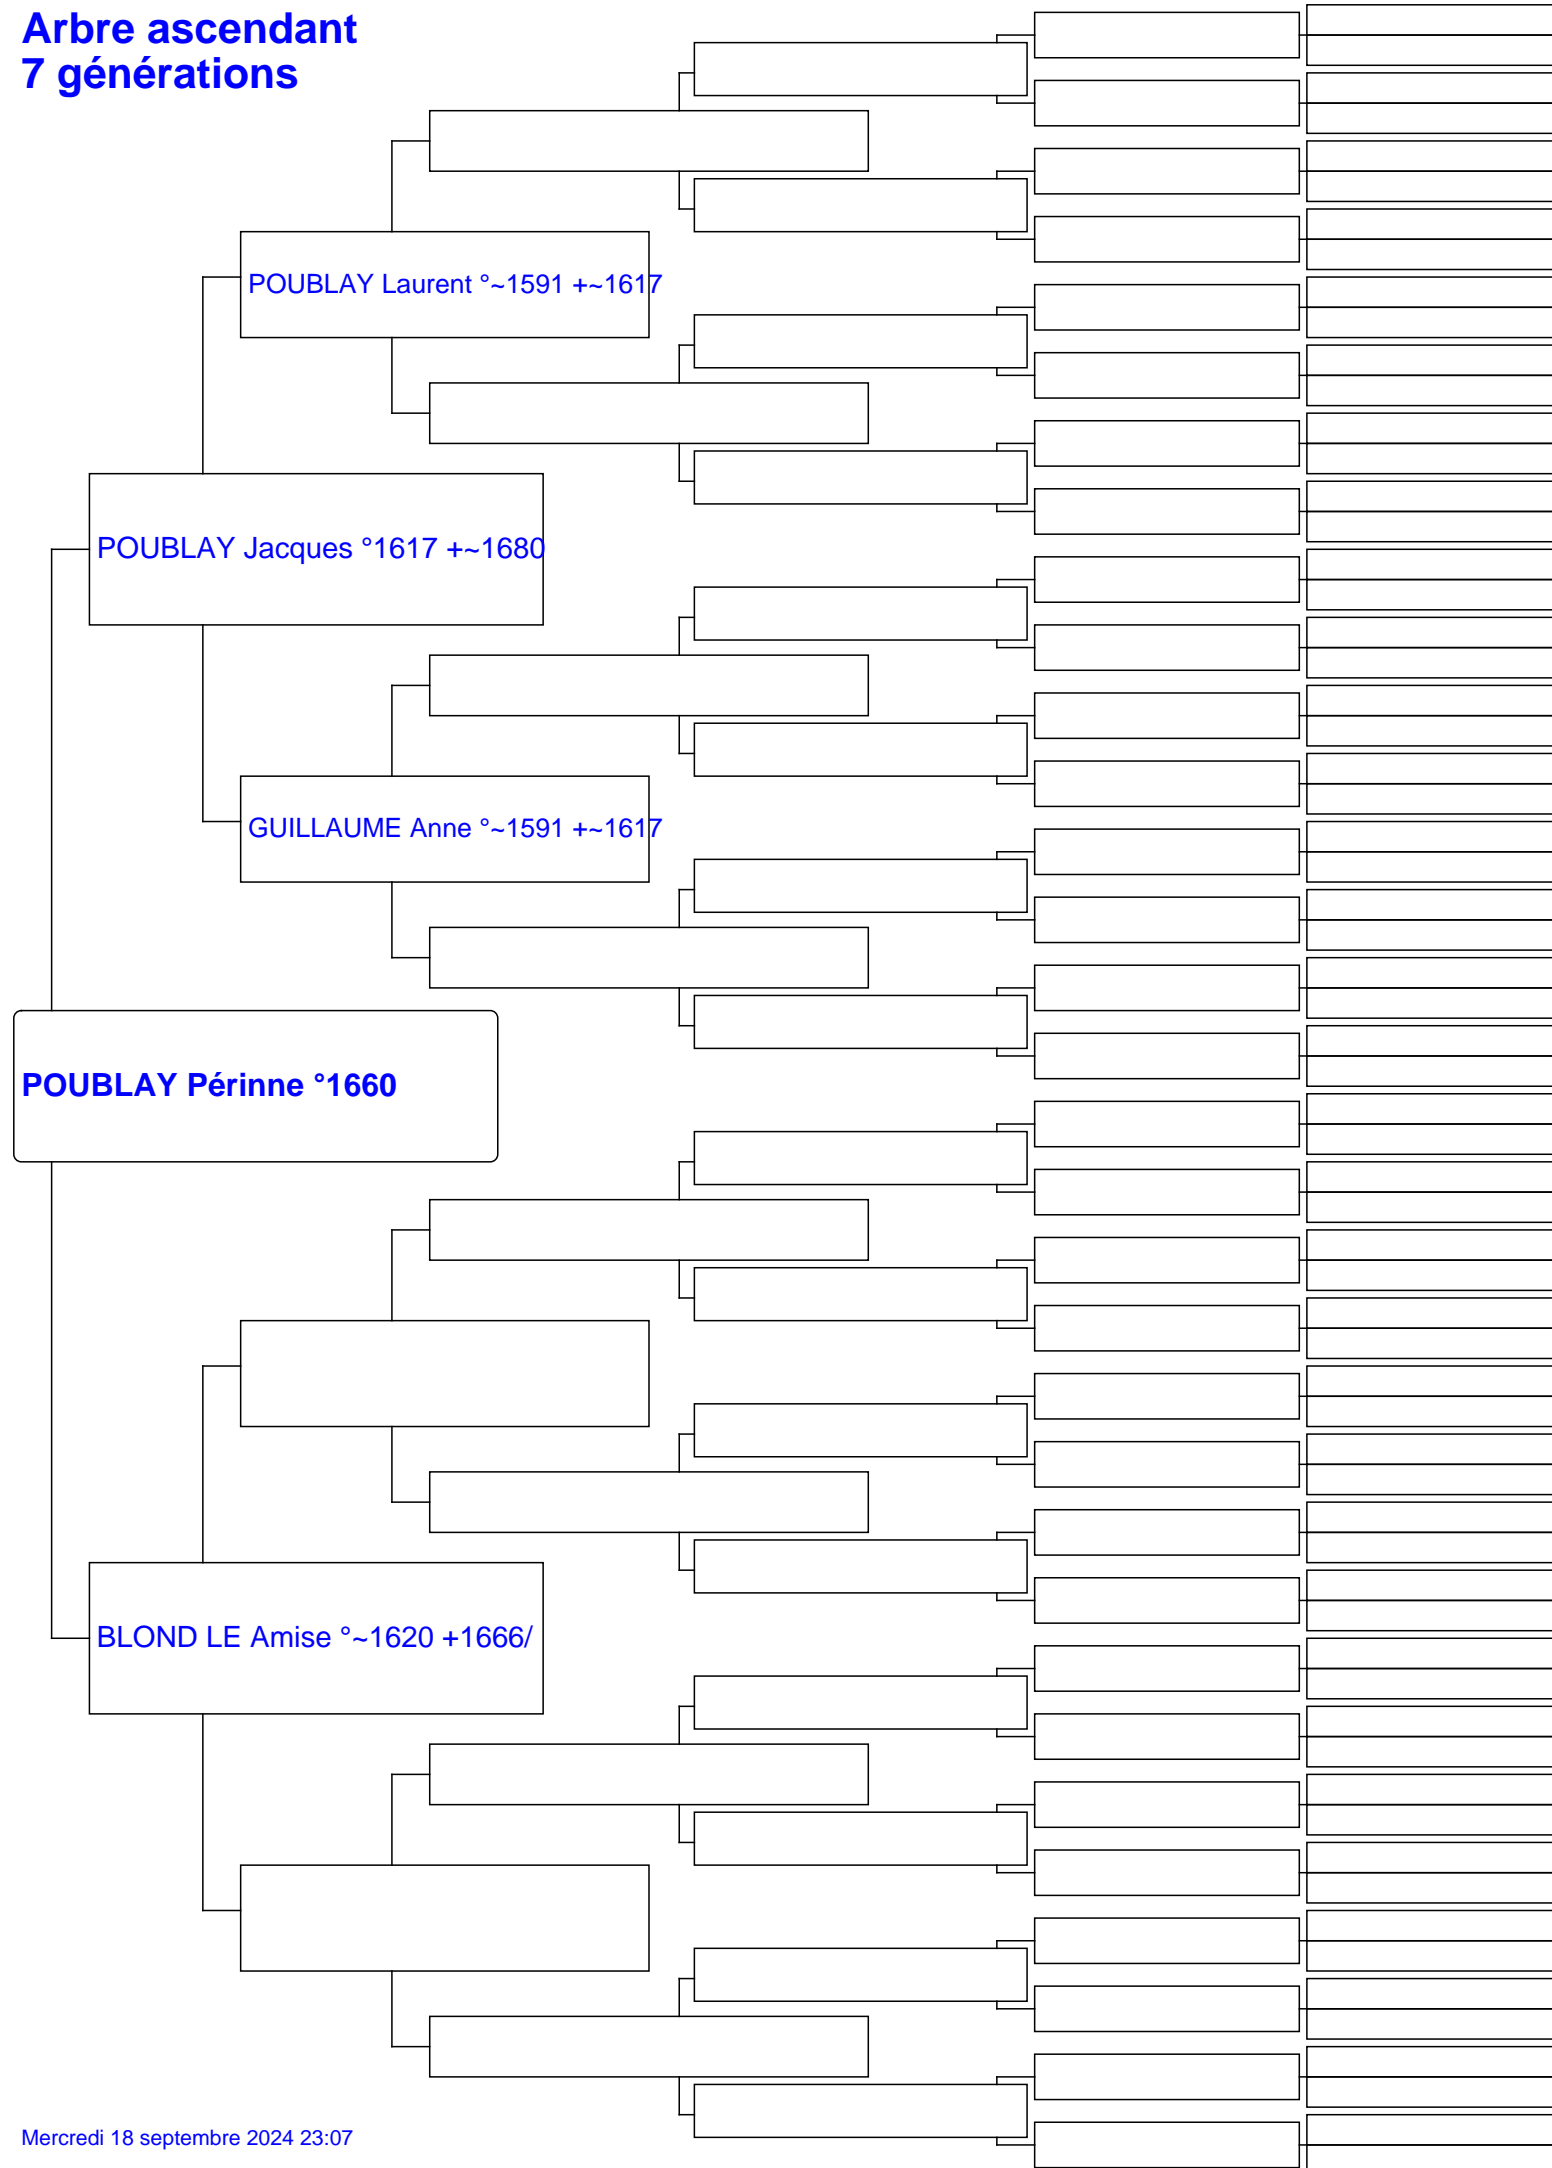 Arbre ascendant
7 générations
POUBLAY Laurent °~1591 +~1617
POUBLAY Jacques °1617 +~1680
GUILLAUME Anne °~1591 +~1617
POUBLAY Périnne °1660
BLOND LE Amise °~1620 +1666/
Mercredi 18 septembre 2024 23:07